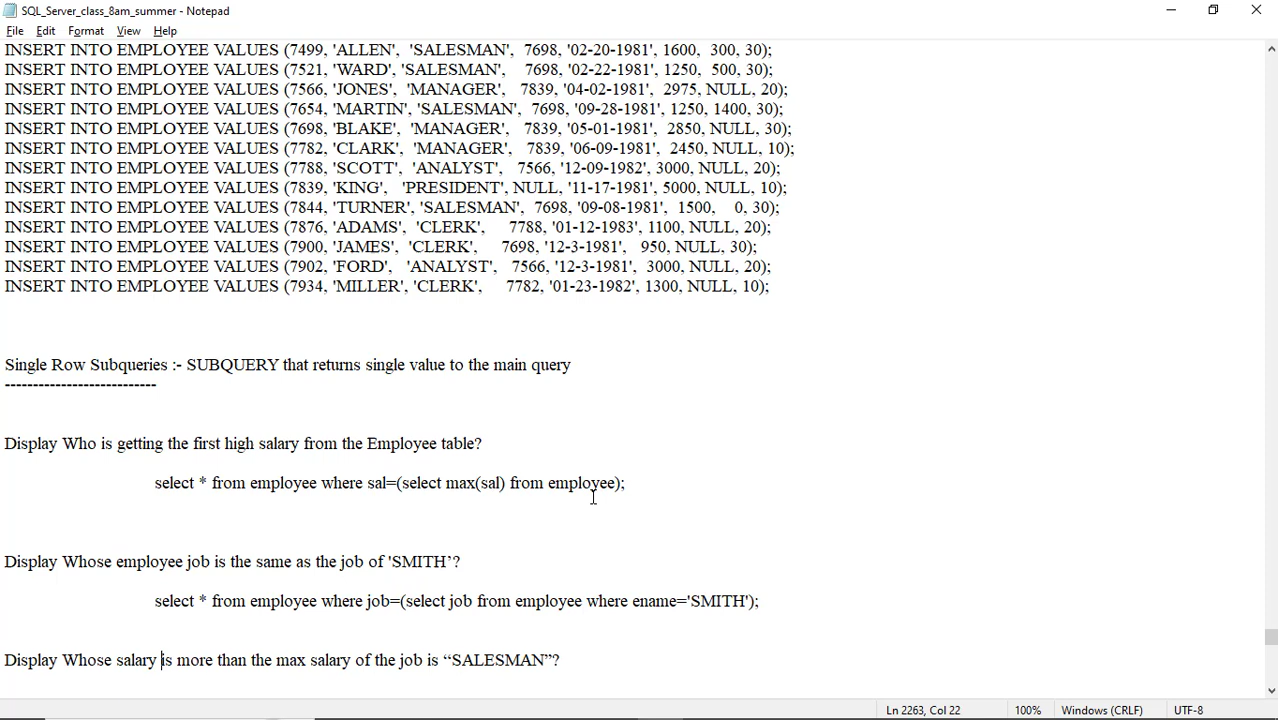 SQL_Server_class_8am_summer - Notepad
File Edit Format View Help
INSERT INTO EMPLOYEE VALUES (7499, 'ALLEN', 'SALESMAN', 7698, '02-20-1981', 1600, 300, 30);
INSERT INTO EMPLOYEE VALUES (7521, 'WARD', 'SALESMAN', 7698, '02-22-1981', 1250, 500, 30);
INSERT INTO EMPLOYEE VALUES (7566, 'JONES', 'MANAGER', 7839, '04-02-1981', 2975, NULL, 20);
INSERT INTO EMPLOYEE VALUES (7654, 'MARTIN', 'SALESMAN', 7698, '09-28-1981', 1250, 1400, 30);
INSERT INTO EMPLOYEE VALUES (7698, 'BLAKE', 'MANAGER', 7839, '05-01-1981', 2850, NULL, 30);
INSERT INTO EMPLOYEE VALUES (7782, 'CLARK', 'MANAGER', 7839, '06-09-1981', 2450, NULL, 10);
INSERT INTO EMPLOYEE VALUES (7788, 'SCOTT', 'ANALYST', 7566, '12-09-1982', 3000, NULL, 20);
INSERT INTO EMPLOYEE VALUES (7839, 'KING', 'PRESIDENT', NULL, '11-17-1981', 5000, NULL, 10);
INSERT INTO EMPLOYEE VALUES (7844, 'TURNER', 'SALESMAN', 7698, '09-08-1981', 1500, 0, 30);
INSERT INTO EMPLOYEE VALUES (7876, 'ADAMS', 'CLERK', 7788, '01-12-1983', 1100, NULL, 20);
INSERT INTO EMPLOYEE VALUES (7900, 'JAMES', 'CLERK', 7698, '12-3-1981', 950, NULL, 30);
INSERT INTO EMPLOYEE VALUES (7902, 'FORD', 'ANALYST', 7566, '12-3-1981', 3000, NULL, 20);
INSERT INTO EMPLOYEE VALUES (7934, 'MILLER', 'CLERK', 7782, '01-23-1982', 1300, NULL, 10);
Single Row Subqueries :- SUBQUERY that returns single value to the main query
---------------------------
Display Who is getting the first high salary from the Employee table?
select * from employee where sal=(select max(sal) from employee);
Display Whose employee job is the same as the job of 'SMITH’?
select * from employee where job=(select job from employee where ename='SMITH');
Display Whose salary is more than the max salary of the job is “SALESMAN”?
Ln 2263, Col 22 100% Windows (CRLF) UTF-8